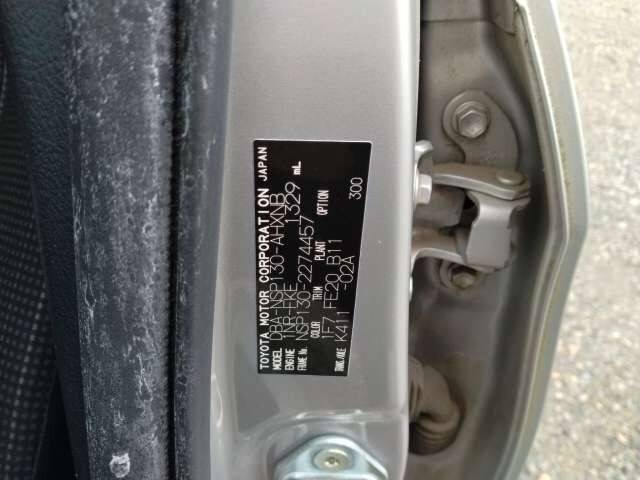 TOYOTA MOTOR CORPORATION JAPAN
MODEL DBA-NSP130-AHXNB
ENGINE 1NR-FKE 1329 mL
FRAME No. NSP130-2274457
COLOR TRIM PLANT OPTION
1F7 FE20 B11 300
TRANS./AXLE K411 -02A